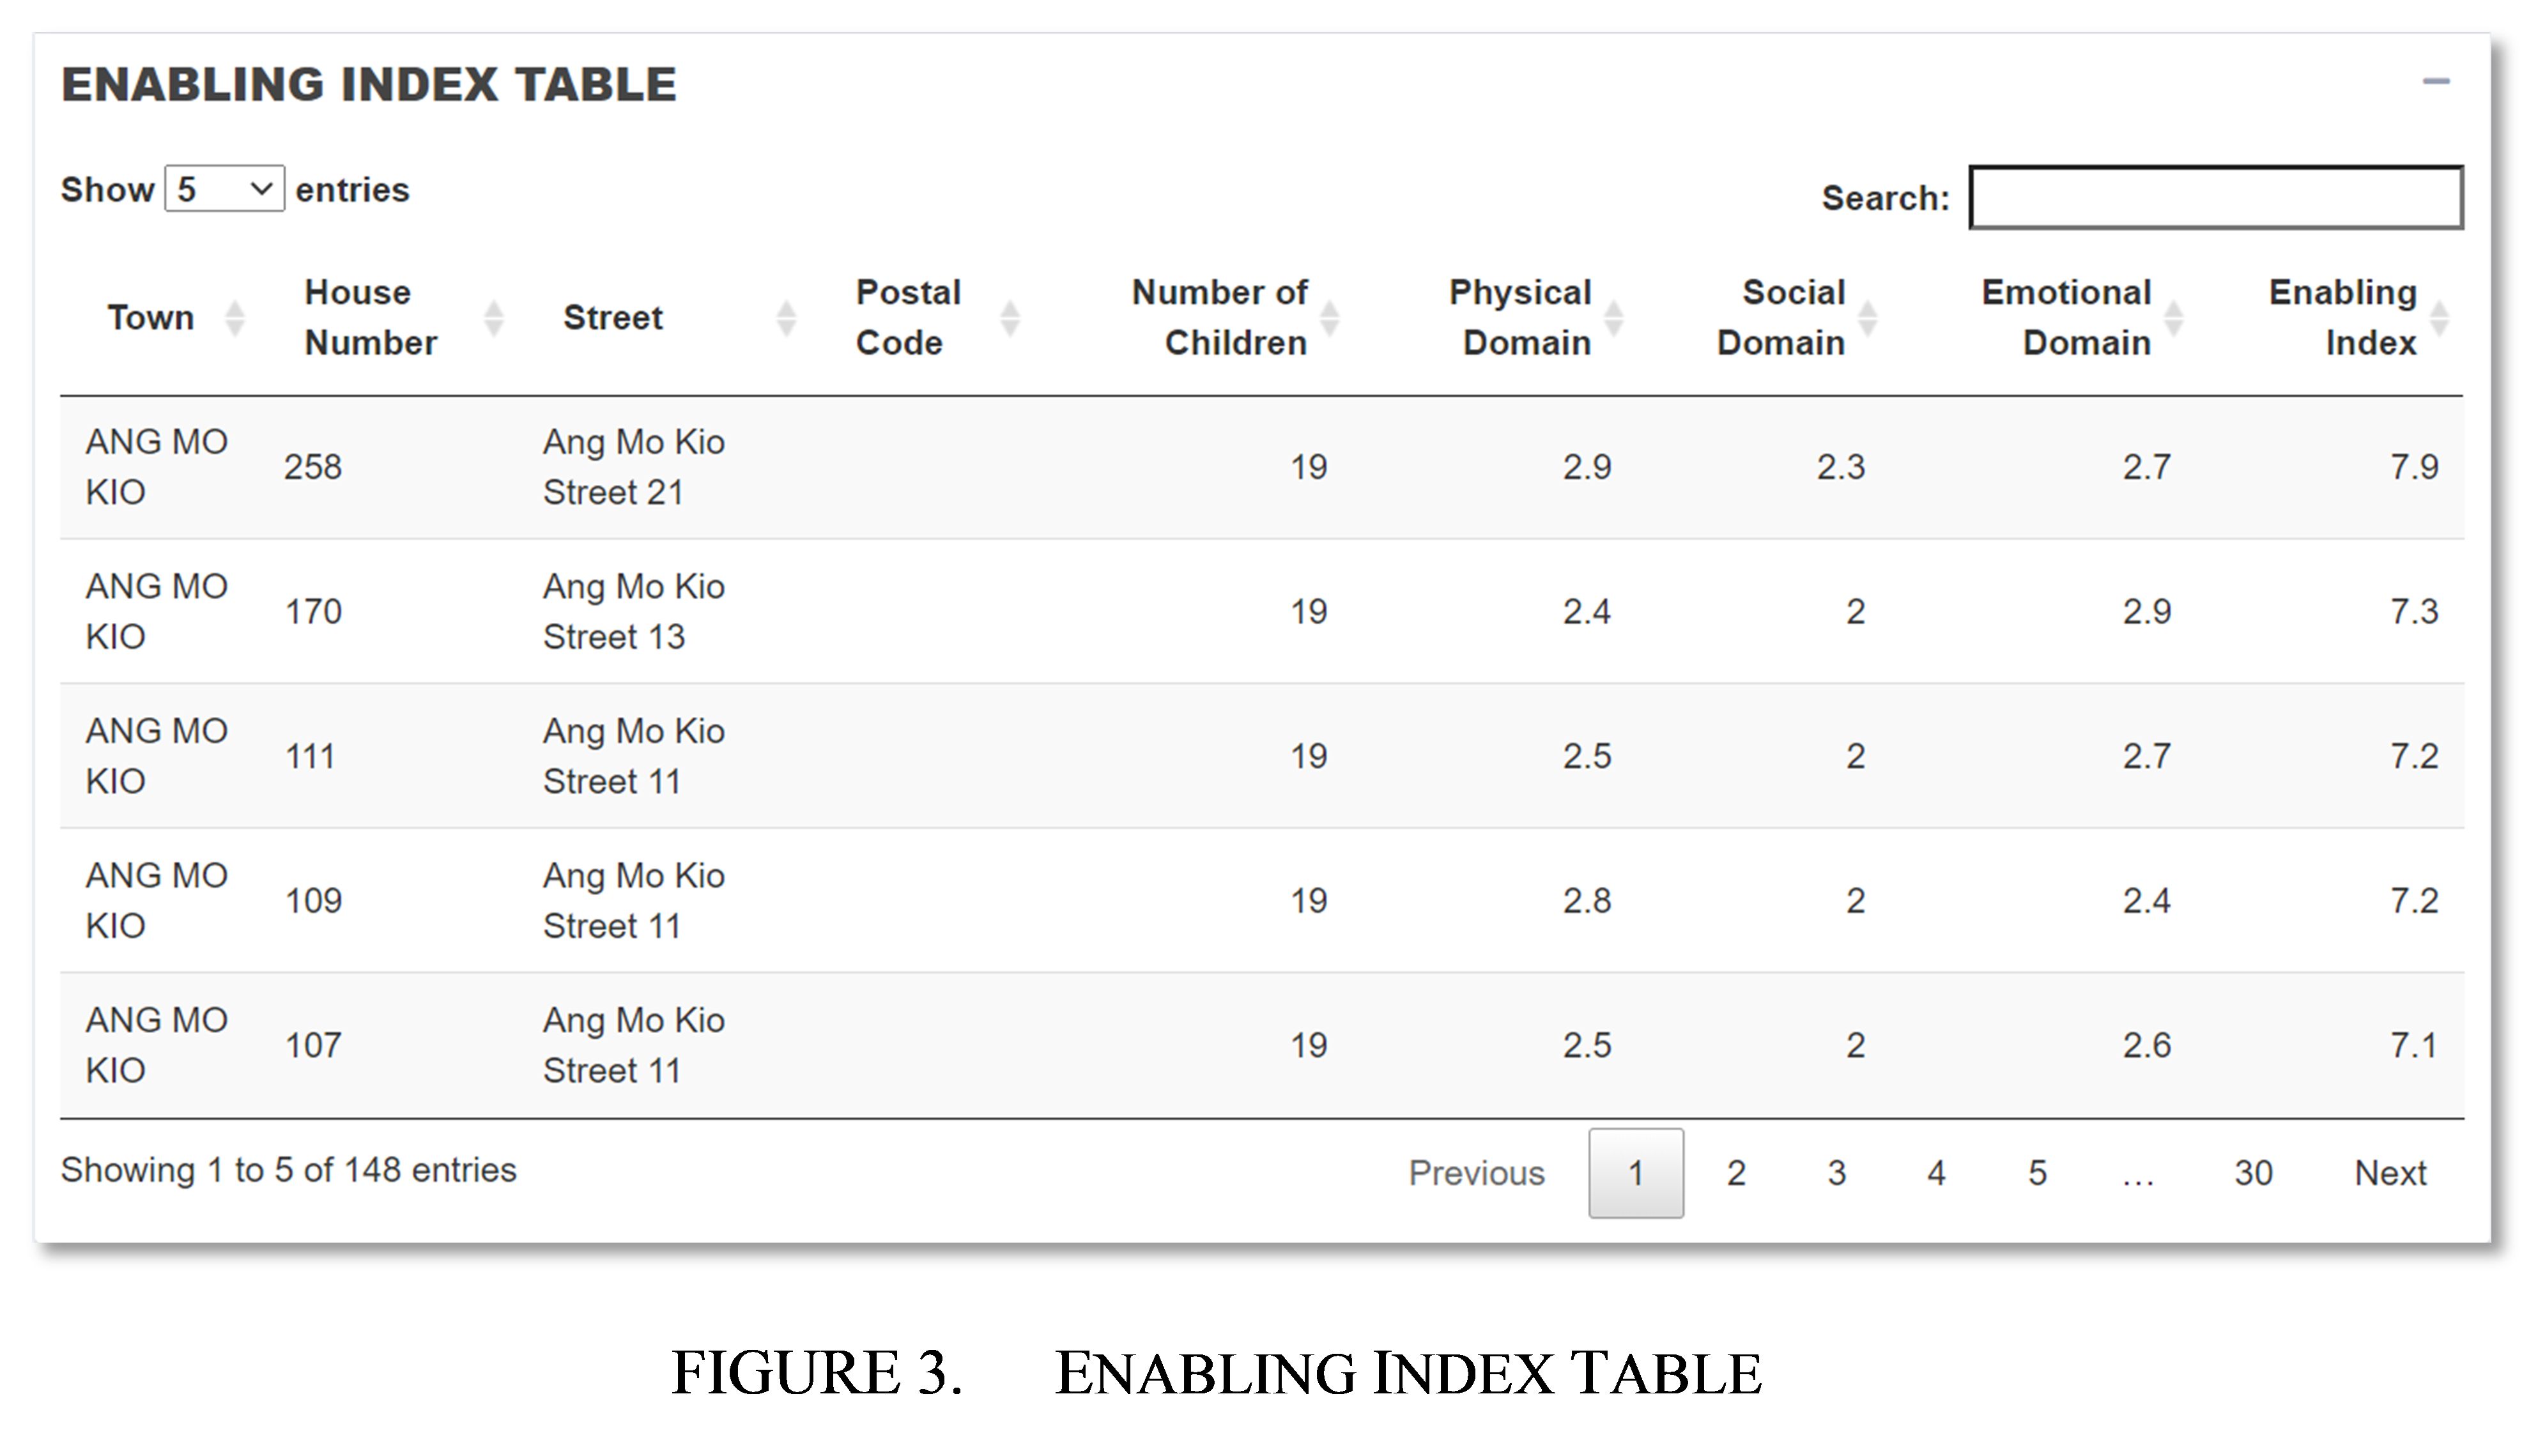 ENABLING INDEX TABLE
Show 5 entries
Search:
Town House Number Street Postal Code Number of Children Physical Domain Social Domain Emotional Domain Enabling Index
ANG MO KIO 258 Ang Mo Kio Street 21 19 2.9 2.3 2.7 7.9
ANG MO KIO 170 Ang Mo Kio Street 13 19 2.4 2 2.9 7.3
ANG MO KIO 111 Ang Mo Kio Street 11 19 2.5 2 2.7 7.2
ANG MO KIO 109 Ang Mo Kio Street 11 19 2.8 2 2.4 7.2
ANG MO KIO 107 Ang Mo Kio Street 11 19 2.5 2 2.6 7.1
Showing 1 to 5 of 148 entries
Previous 1 2 3 4 5 … 30 Next
FIGURE 3. ENABLING INDEX TABLE